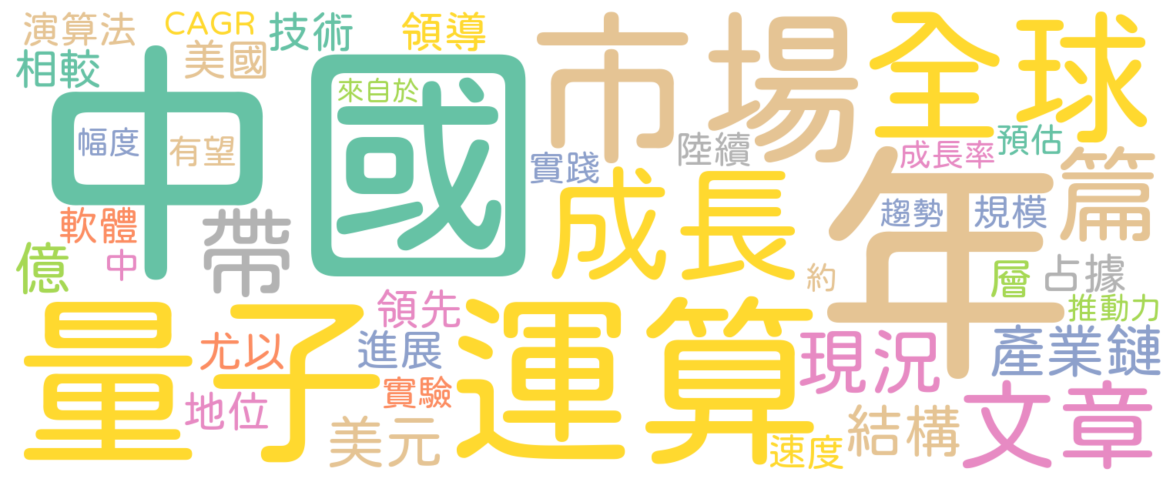 演算法
CAGR
技術
領導
市場
全球
相較
美國
中國
來自於
幅度
有望
陸續
實踐
成長率
預估
年
篇
成長
軟體
帶
趨勢
規模
億
中
約
層
占據
推動力
量子運算
領先
尤以
進展
現況
產業鏈
實驗
地位
美元
結構
文章
速度